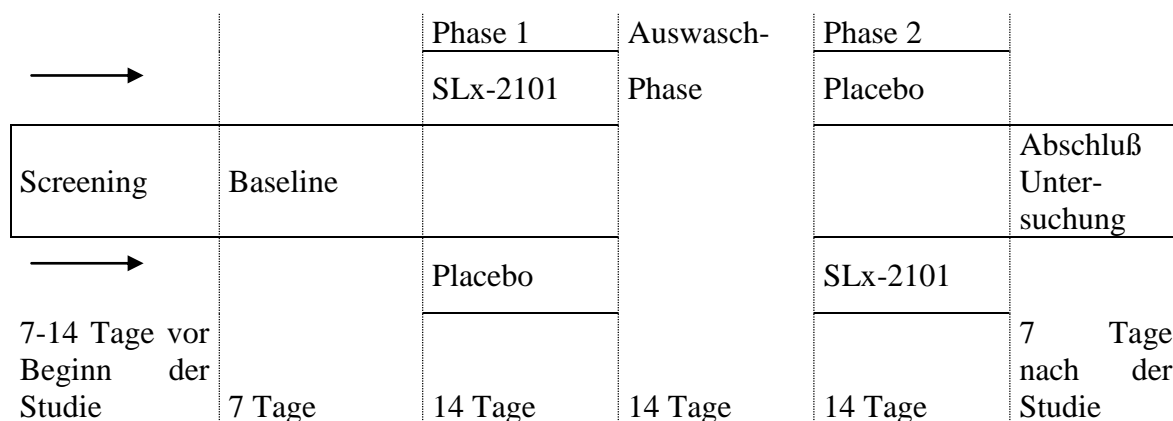 Phase 1 Auswasch- Phase 2
SLx-2101 Phase Placebo
Screening Baseline Abschluß
Unter-
suchung
Placebo SLx-2101
7-14 Tage vor
Beginn der
Studie
7 Tage 14 Tage 14 Tage 14 Tage
7 Tage
nach der
Studie